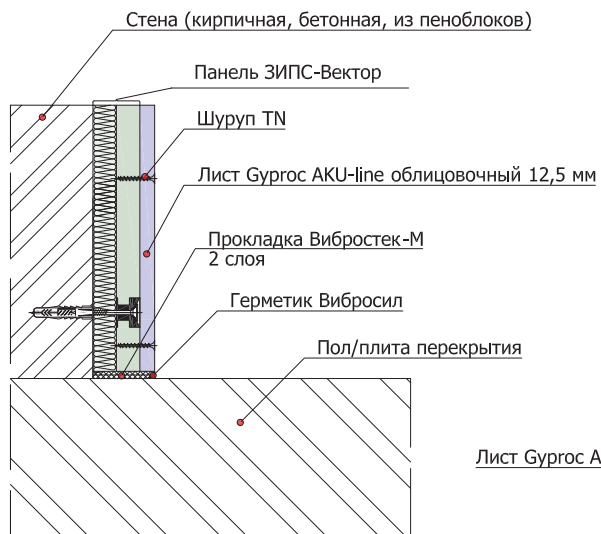 Стена (кирпичная, бетонная, из пеноблоков)
Панель ЗИПС-Вектор
Шуруп TN
Лист Gyproc AKU-line облицовочный 12,5 мм
Прокладка Вибростек-М
2 слоя
Герметик Вибросил
Пол/плита перекрытия
Лист Gyproc A